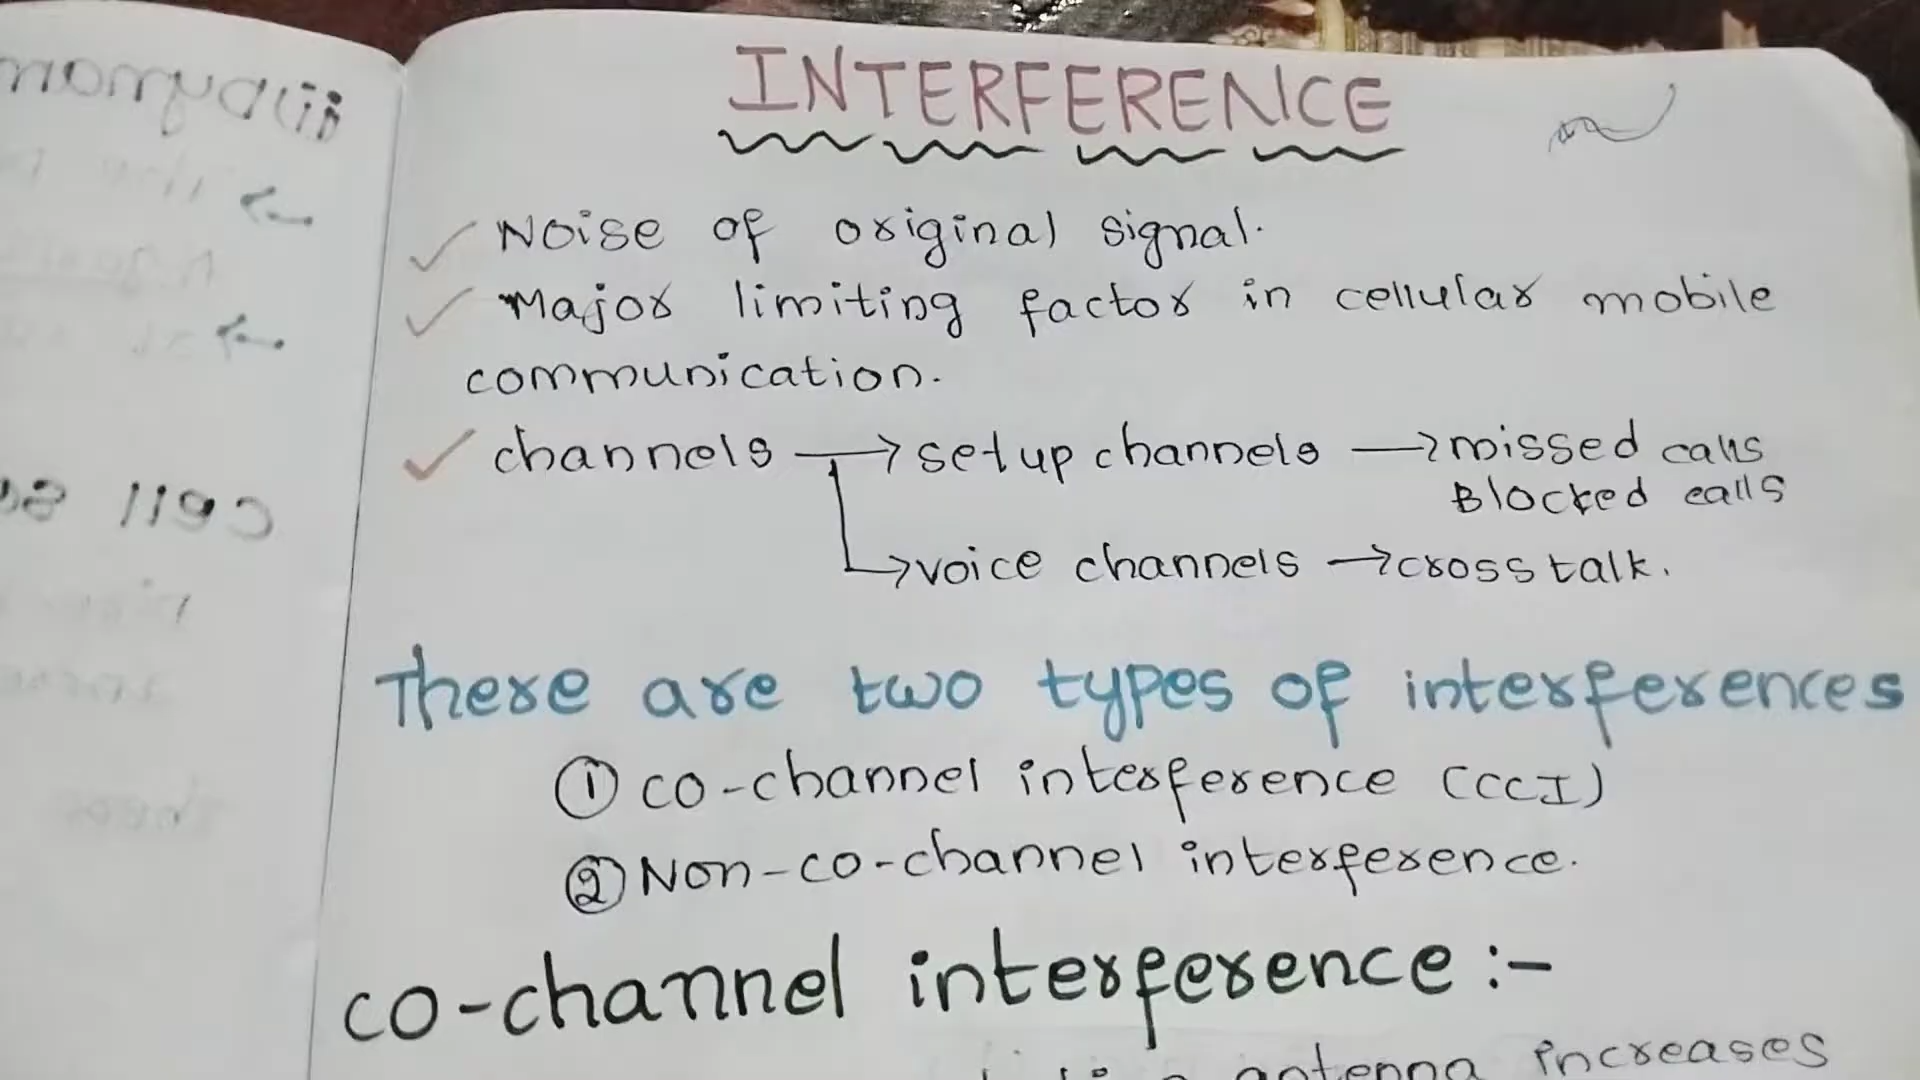 INTERFERENCE
Noise of original signal.
Major limiting factor in cellular mobile
communication.
channels → setup channels → missed calls
Blocked calls
→ voice channels → cross talk.
There are two types of interferences
① co-channel interference (CCI)
② Non-co-channel interference.
co-channel interference :-
antenna increases